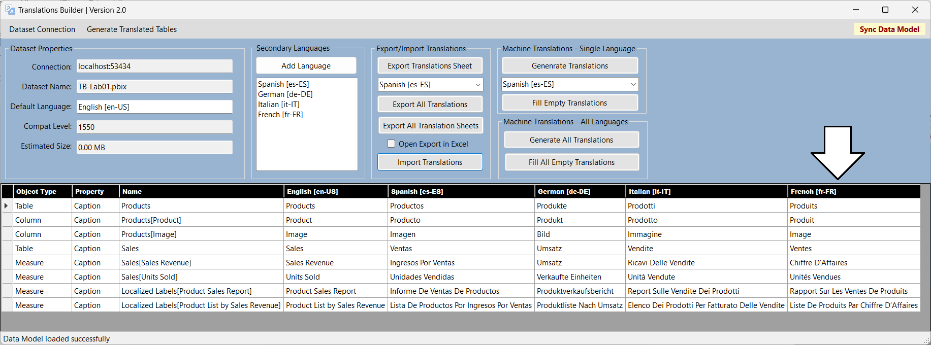 Translations Builder | Version 2.0
Dataset Connection Generate Translated Tables Sync Data Model
Dataset Properties
Connection: localhost:53434
Dataset Name: TB-Lab01.pbix
Default Language: English [en-US]
Compat Level: 1550
Estimated Size: 0.00 MB
Secondary Languages
Add Language
Spanish [es-ES]
German [de-DE]
Italian [it-IT]
French [fr-FR]
Export/Import Translations
Export Translations Sheet
Spanish [es-ES]
Export All Translations
Export All Translation Sheets
Open Export in Excel
Import Translations
Machine Translations - Single Language
Genenrate Translations
Spanish [es-ES]
Fill Empty Translations
Machine Translations - All Languages
Generate All Translations
Fill All Empty Translations
Object Type Property Name English [en-US] Spanish [es-ES] German [de-DE] Italian [it-IT] French [fr-FR]
Table Caption Products Products Productos Produkte Prodotti Produits
Column Caption Products[Product] Product Producto Produkt Prodotto Produit
Column Caption Products[Image] Image Imagen Bild Immagine Image
Table Caption Sales Sales Ventas Umsatz Vendite Ventes
Measure Caption Sales[Sales Revenue] Sales Revenue Ingresos Por Ventas Umsatz Ricavi Delle Vendite Chiffre D'Affaires
Measure Caption Sales[Units Sold] Units Sold Unidades Vendidas Verkaufte Einheiten Unità Vendute Unités Vendues
Measure Caption Localized Labels[Product Sales Report] Product Sales Report Informe De Ventas De Productos Produktverkaufsbericht Report Sulle Vendite Dei Prodotti Rapport Sur Les Ventes De Produits
Measure Caption Localized Labels[Product List by Sales Revenue] Product List by Sales Revenue Lista De Productos Por Ingresos Por Ventas Produktliste Nach Umsatz Elenco Dei Prodotti Per Fatturato Delle Vendite Liste De Produits Par Chiffre D'Affaires
Data Model loaded successfully